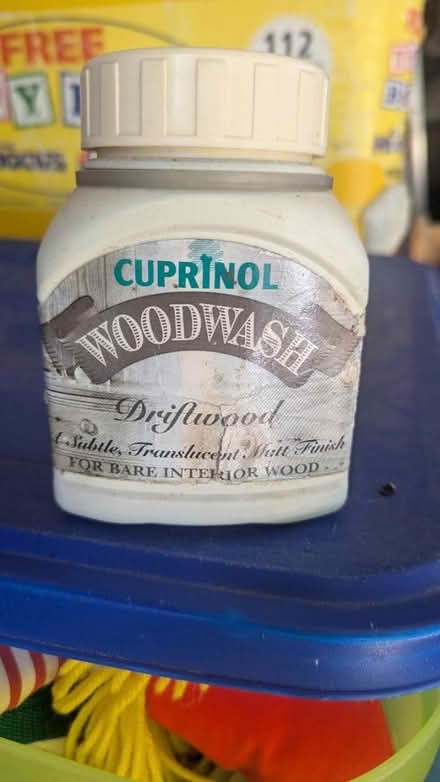 FREE
112
CUPRINOL
WOODWASH
Driftwood
A Subtle, Translucent Matt Finish
FOR BARE INTERIOR WOOD